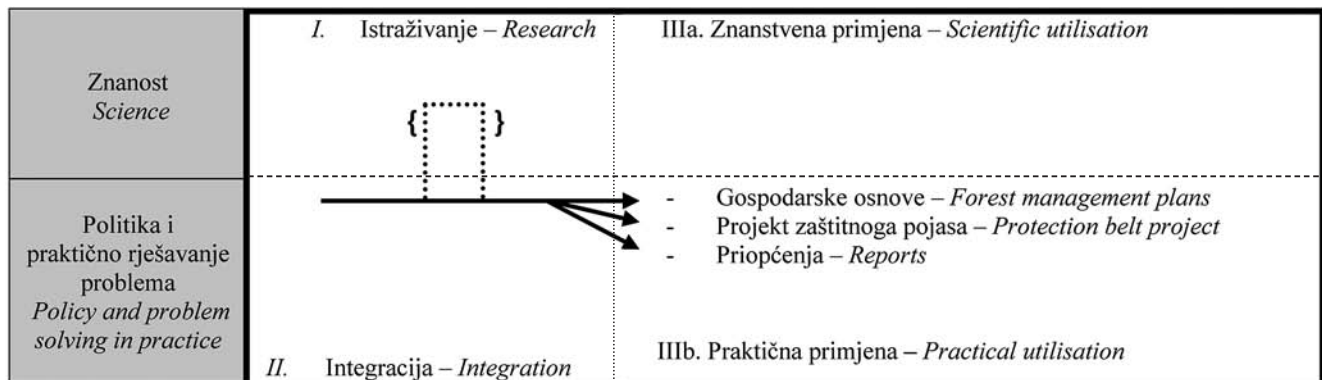 Znanost
Science
I. Istraživanje – Research
IIIa. Znanstvena primjena – Scientific utilisation
{ }
Politika i
praktično rješavanje
problema
Policy and problem
solving in practice
- Gospodarske osnove – Forest management plans
- Projekt zaštitnoga pojasa – Protection belt project
- Priopćenja – Reports
II. Integracija – Integration
IIIb. Praktična primjena – Practical utilisation